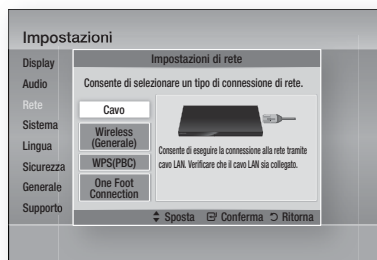 Impostazioni
Display
Audio
Rete
Sistema
Lingua
Sicurezza
Generale
Supporto
Impostazioni di rete
Consente di selezionare un tipo di connessione di rete.
Cavo
Wireless
(Generale)
WPS(PBC)
One Foot
Connection
Consente di eseguire la connessione alla rete tramite
cavo LAN. Verificare che il cavo LAN sia collegato.
Sposta Conferma Ritorna